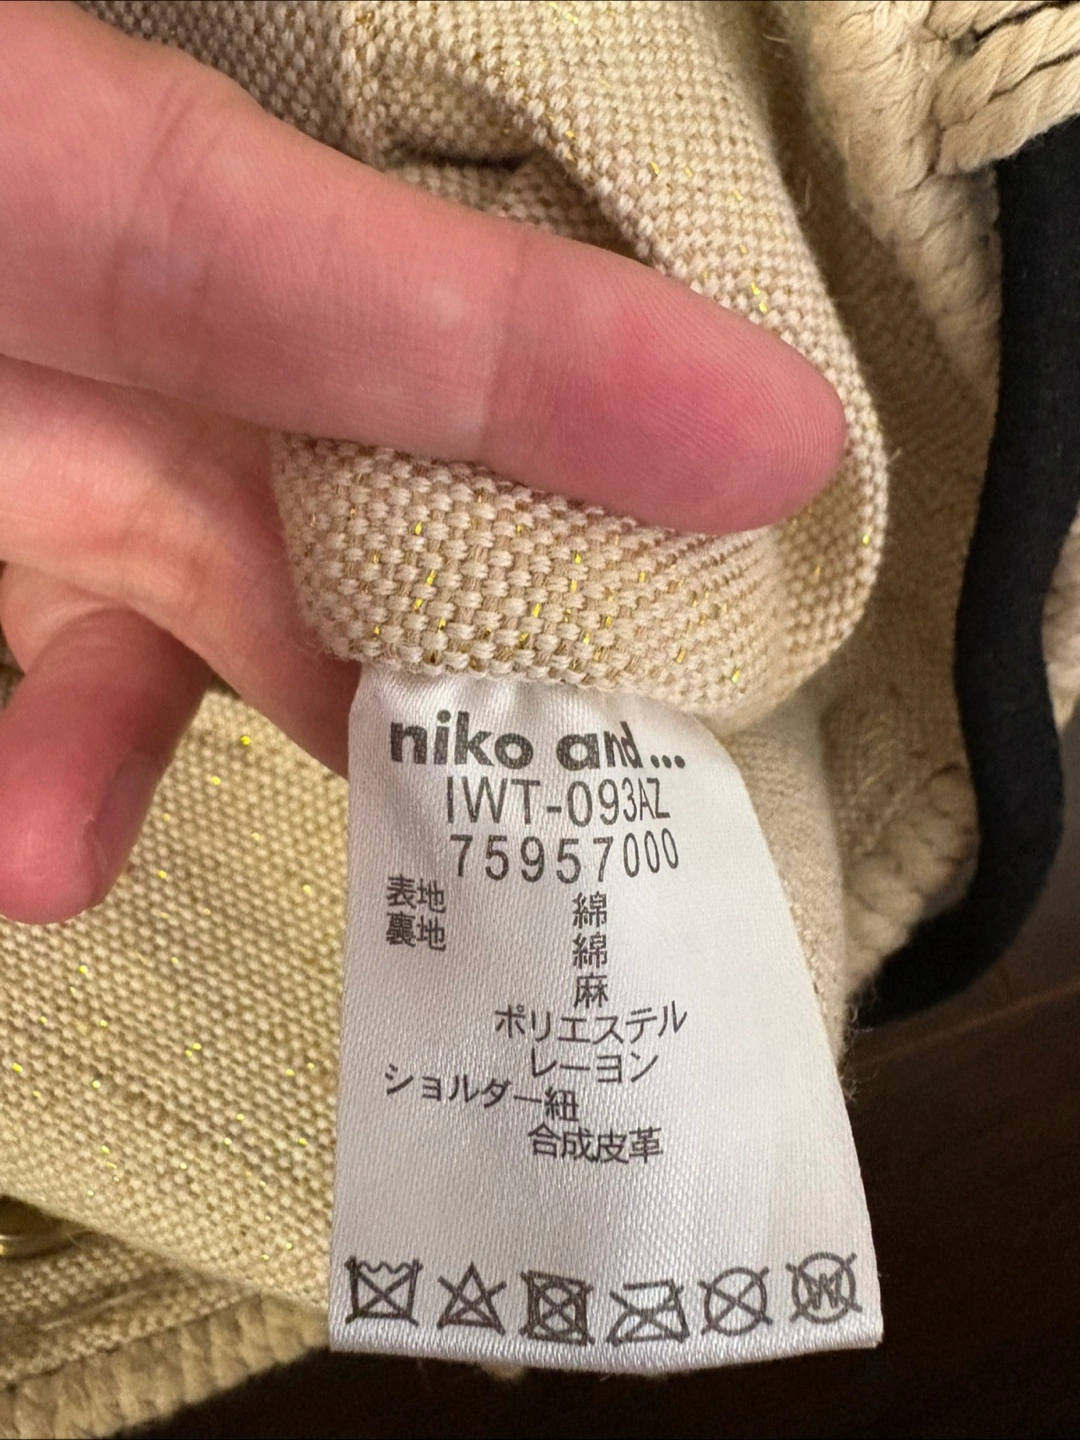 niko and...
IWT-093AZ
75957000
表地 綿
裏地 綿
麻
ポリエステル
レーヨン
ショルダー紐
合成皮革
W